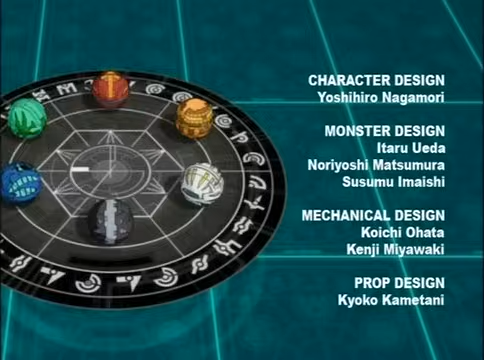 CHARACTER DESIGN
Yoshihiro Nagamori
MONSTER DESIGN
Itaru Ueda
Noriyoshi Matsumura
Susumu Imaishi
MECHANICAL DESIGN
Koichi Ohata
Kenji Miyawaki
PROP DESIGN
Kyoko Kametani